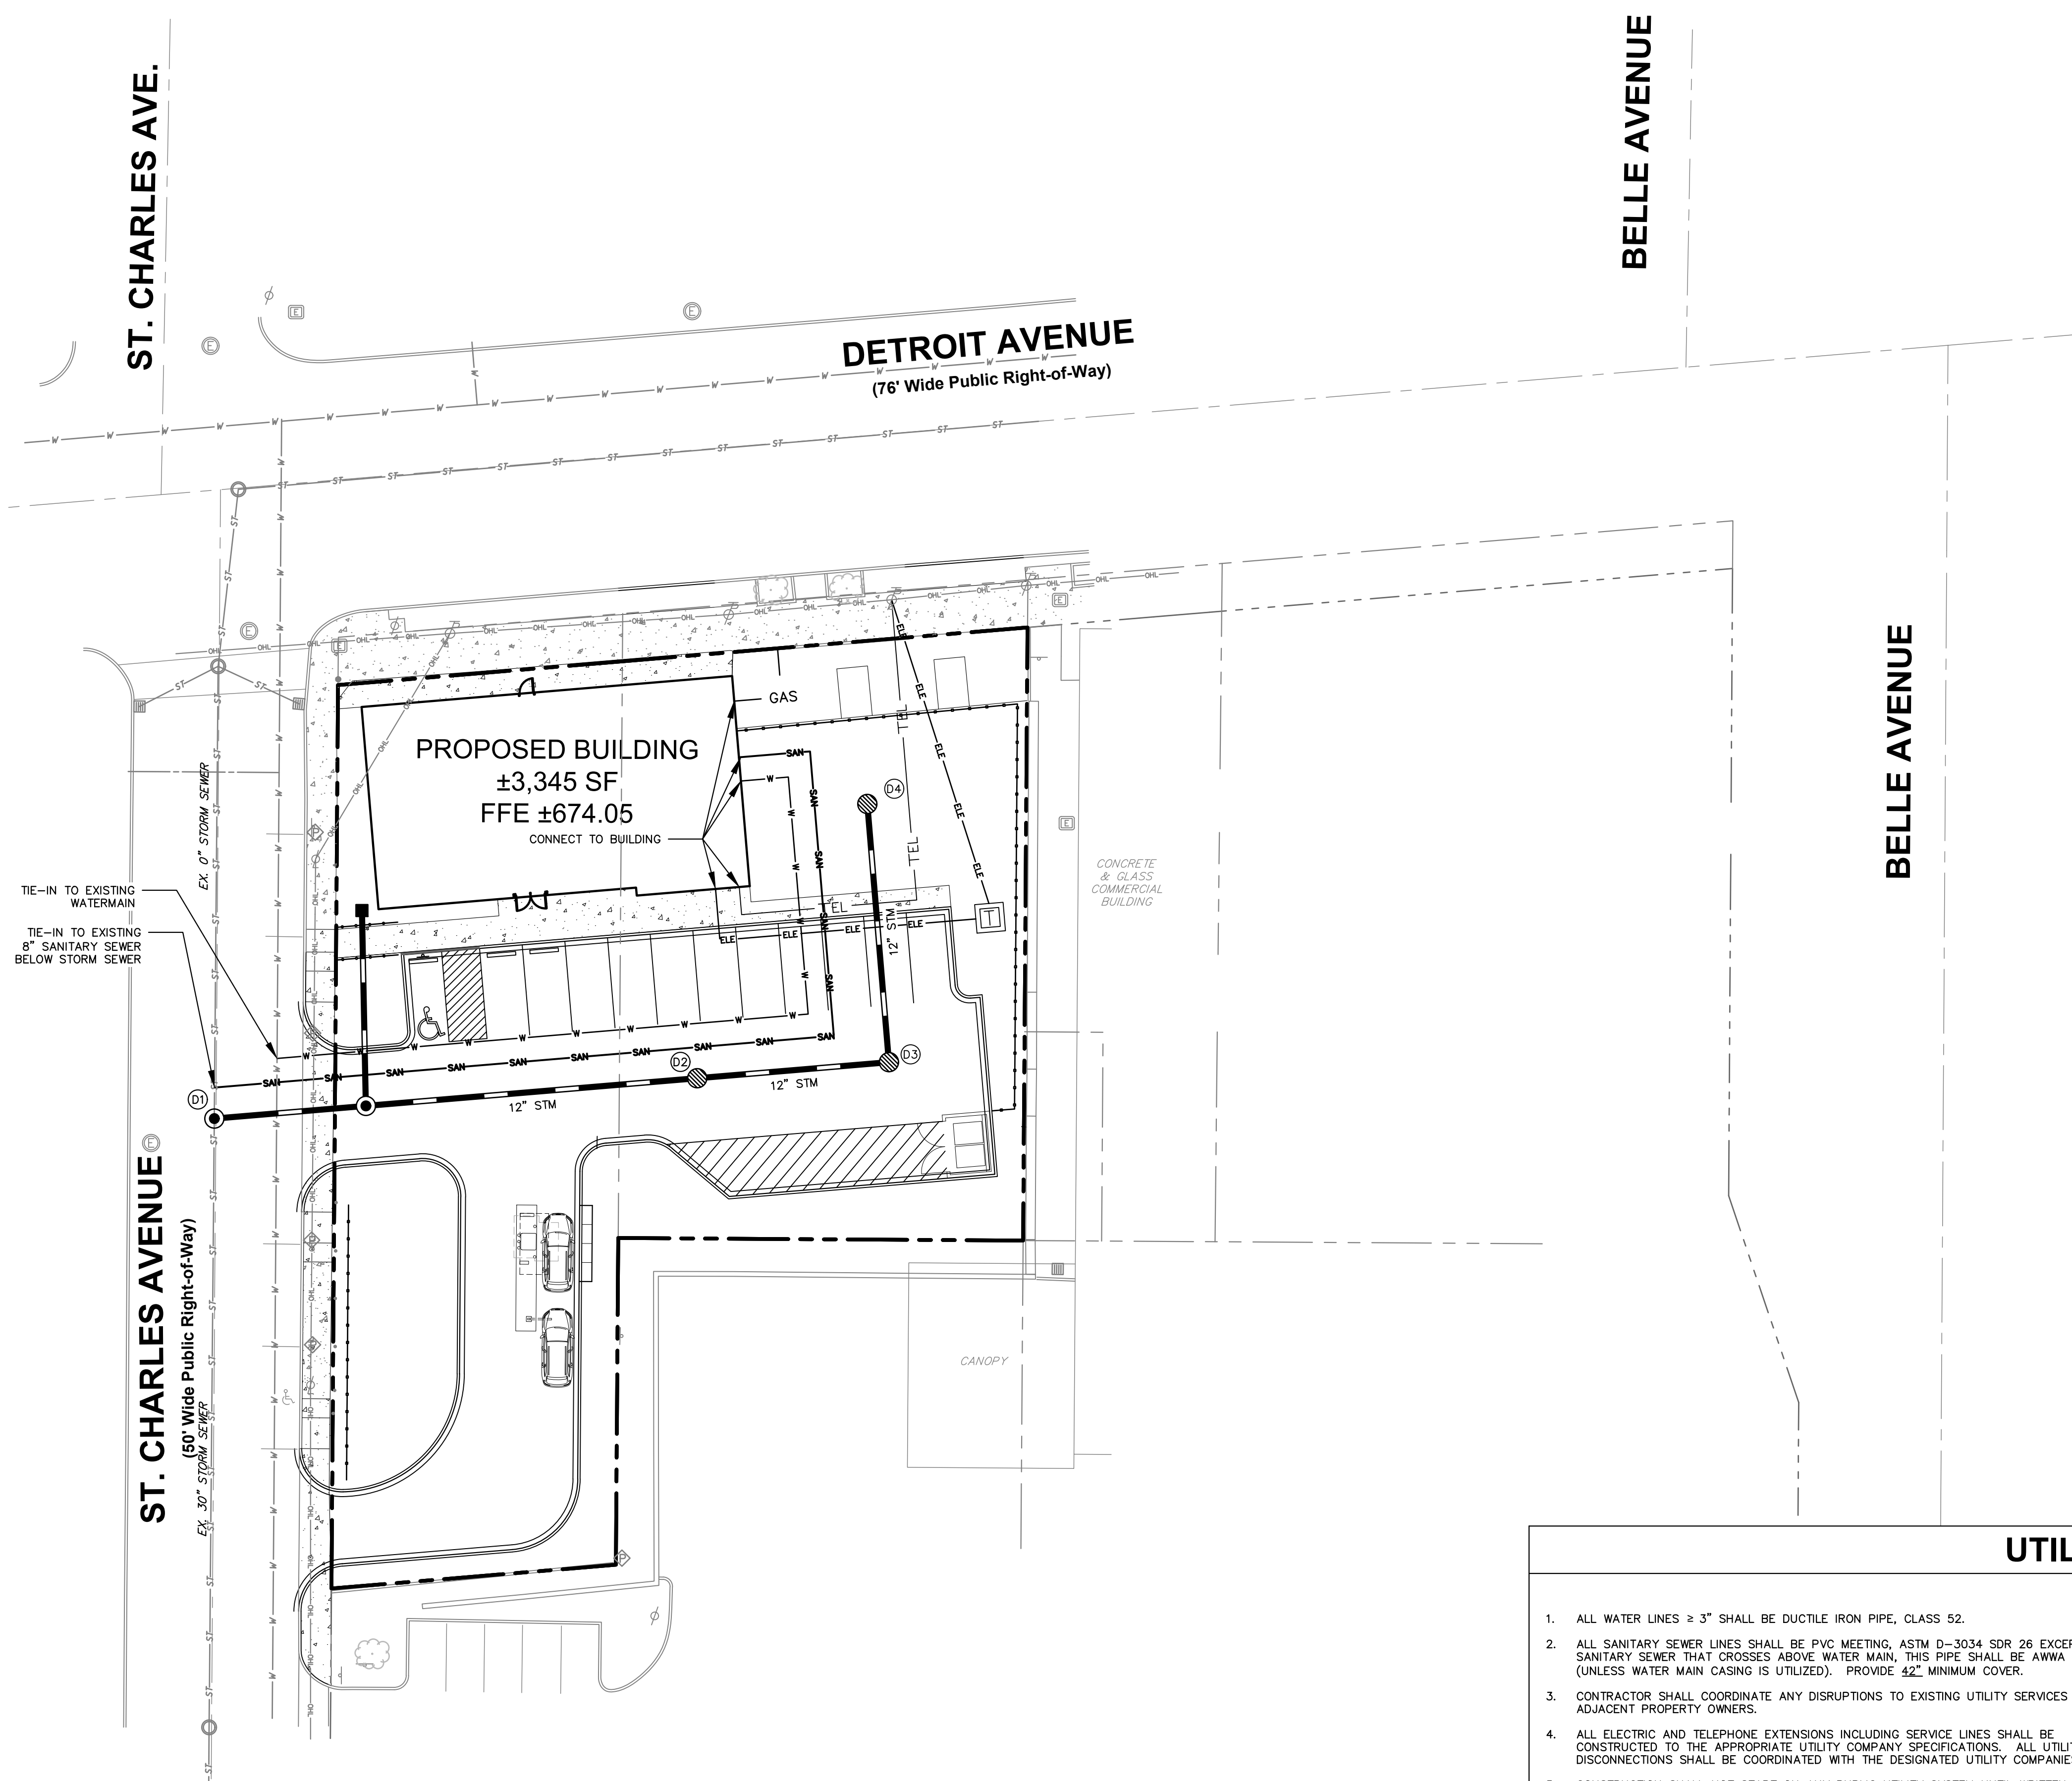 ST. CHARLES AVE.
BELLE AVENUE
DETROIT AVENUE
(76' Wide Public Right-of-Way)
GAS
PROPOSED BUILDING
±3,345 SF
FFE ±674.05
CONNECT TO BUILDING
EX. 0" STORM SEWER
TIE-IN TO EXISTING
WATERMAIN
TIE-IN TO EXISTING
8" SANITARY SEWER
BELOW STORM SEWER
D4
D3
D2
D1
TEL
TEL
TEL
12" STM
12" STM
12" STM
T
CONCRETE
& GLASS
COMMERCIAL
BUILDING
BELLE AVENUE
ST. CHARLES AVENUE
(50' Wide Public Right-of-Way)
EX. 30" STORM SEWER
CANOPY
UTIL
1. ALL WATER LINES ≥ 3" SHALL BE DUCTILE IRON PIPE, CLASS 52.
2. ALL SANITARY SEWER LINES SHALL BE PVC MEETING, ASTM D-3034 SDR 26 EXCEP
SANITARY SEWER THAT CROSSES ABOVE WATER MAIN, THIS PIPE SHALL BE AWWA
(UNLESS WATER MAIN CASING IS UTILIZED). PROVIDE 42" MINIMUM COVER.
3. CONTRACTOR SHALL COORDINATE ANY DISRUPTIONS TO EXISTING UTILITY SERVICES
ADJACENT PROPERTY OWNERS.
4. ALL ELECTRIC AND TELEPHONE EXTENSIONS INCLUDING SERVICE LINES SHALL BE
CONSTRUCTED TO THE APPROPRIATE UTILITY COMPANY SPECIFICATIONS. ALL UTILI
DISCONNECTIONS SHALL BE COORDINATED WITH THE DESIGNATED UTILITY COMPANIE